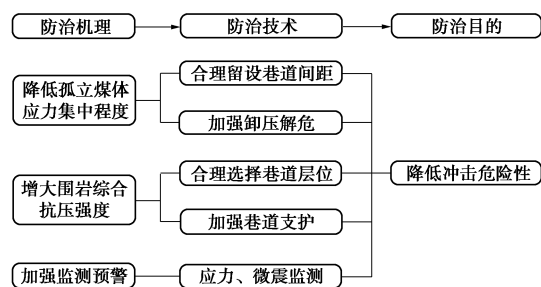 防治机理
防治技术
防治目的
降低孤立煤体
应力集中程度
合理留设巷道间距
加强卸压解危
增大围岩综合
抗压强度
合理选择巷道层位
加强巷道支护
降低冲击危险性
加强监测预警
应力、微震监测